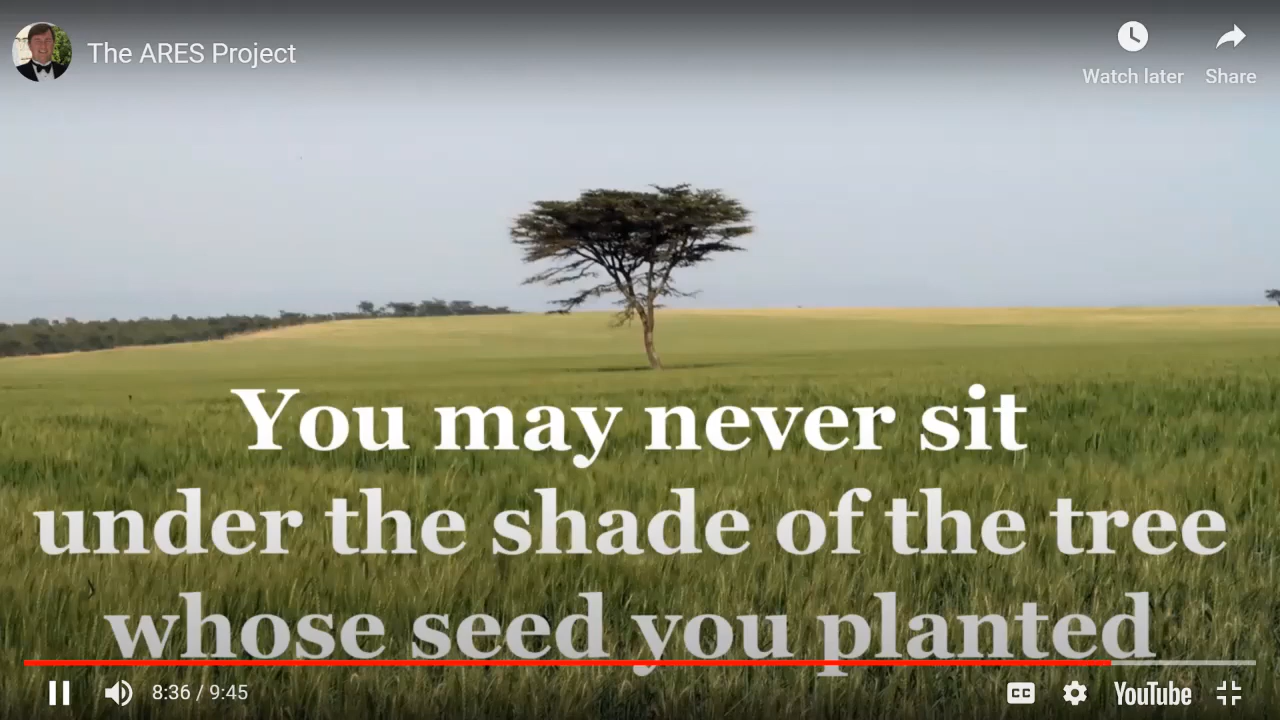 The ARES Project
Watch later
Share
You may never sit
under the shade of the tree
whose seed you planted
8:36 / 9:45
CC
YouTube